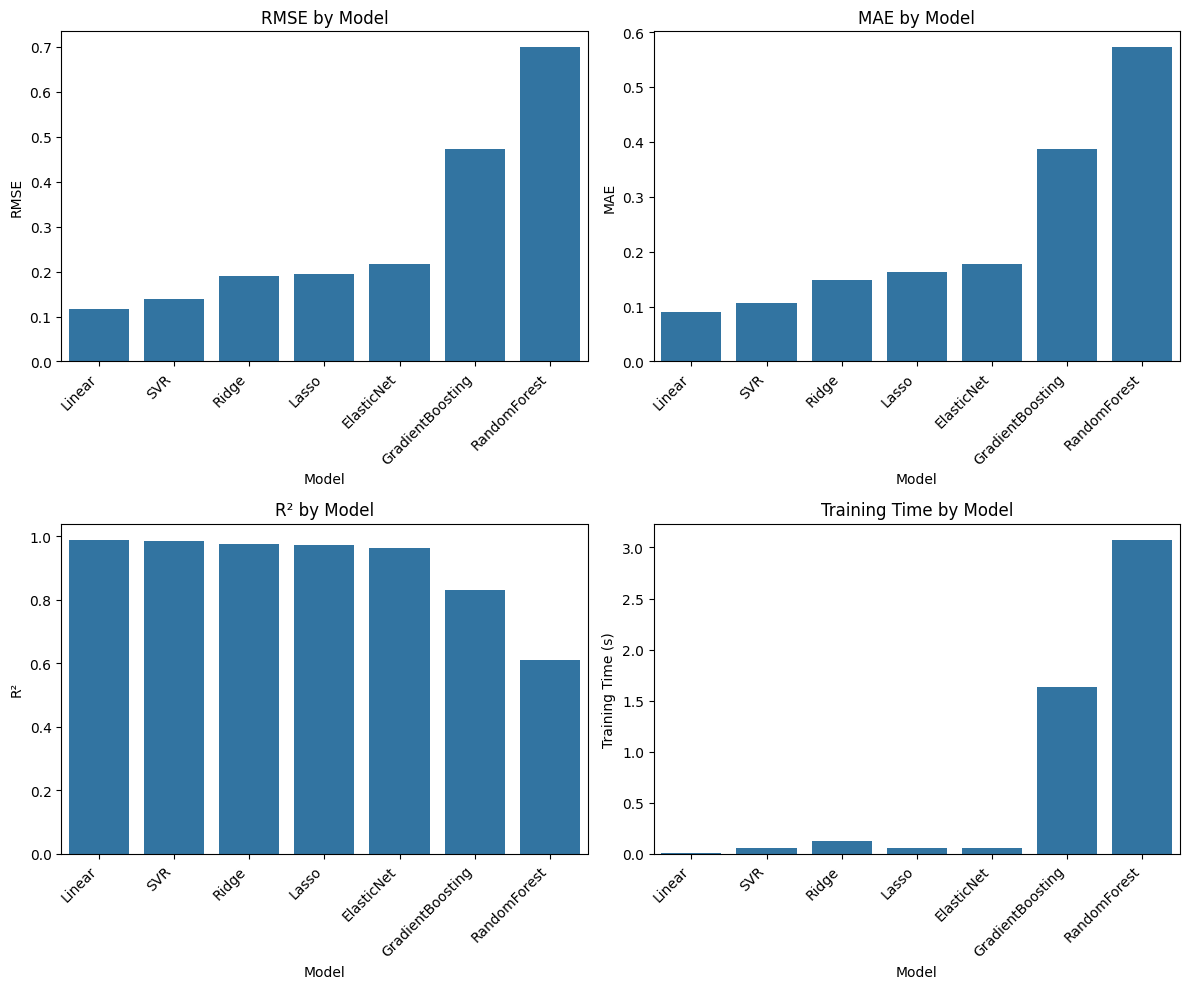 RMSE by Model
RMSE
0.7
0.6
0.5
0.4
0.3
0.2
0.1
0.0
Linear
SVR
Ridge
Lasso
ElasticNet
GradientBoosting
RandomForest
Model
MAE by Model
MAE
0.6
0.5
0.4
0.3
0.2
0.1
0.0
Linear
SVR
Ridge
Lasso
ElasticNet
GradientBoosting
RandomForest
Model
R² by Model
R²
1.0
0.8
0.6
0.4
0.2
0.0
Linear
SVR
Ridge
Lasso
ElasticNet
GradientBoosting
RandomForest
Model
Training Time by Model
Training Time (s)
3.0
2.5
2.0
1.5
1.0
0.5
0.0
Linear
SVR
Ridge
Lasso
ElasticNet
GradientBoosting
RandomForest
Model